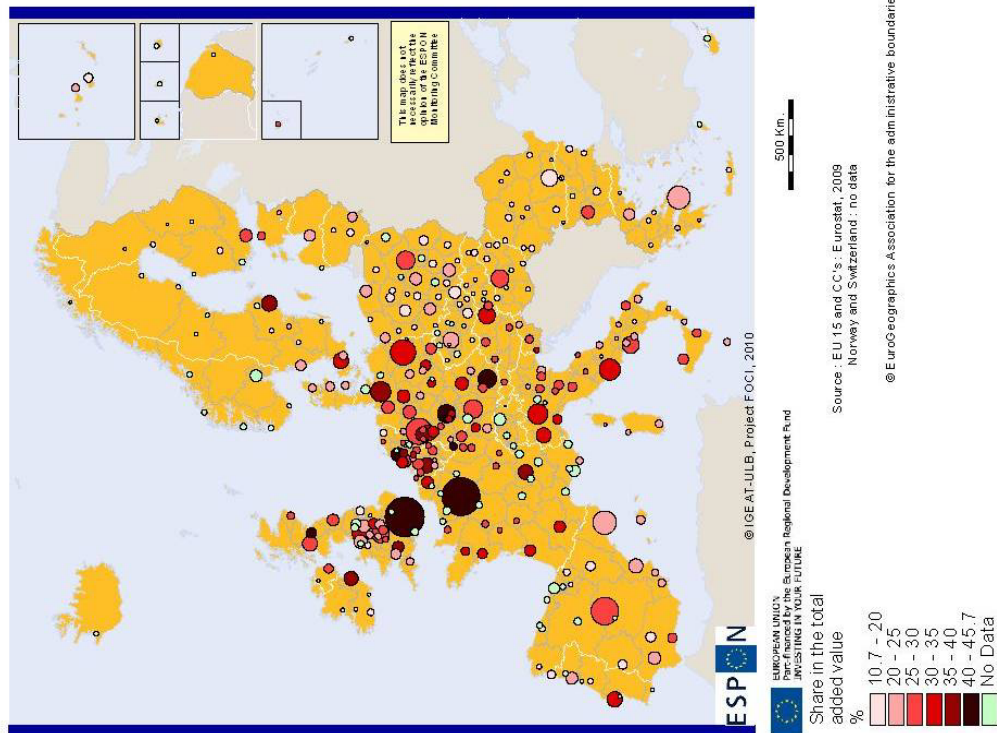 This map does not
necessarily reflect the
opinion of the ESPON
Monitoring Committee
© IGEAT-ULB, Project FOCI, 2010
500 Km.
ESPON
EUROPEAN UNION
Part-financed by the European Regional Development Fund
INVESTING IN YOUR FUTURE
Source : EU 15 and CC's : Eurostat, 2009
Norway and Switzerland : no data
© EuroGeographics Association for the administrative boundarie
Share in the total
added value
%
10.7 - 20
20 - 25
25 - 30
30 - 35
35 - 40
40 - 45.7
No Data